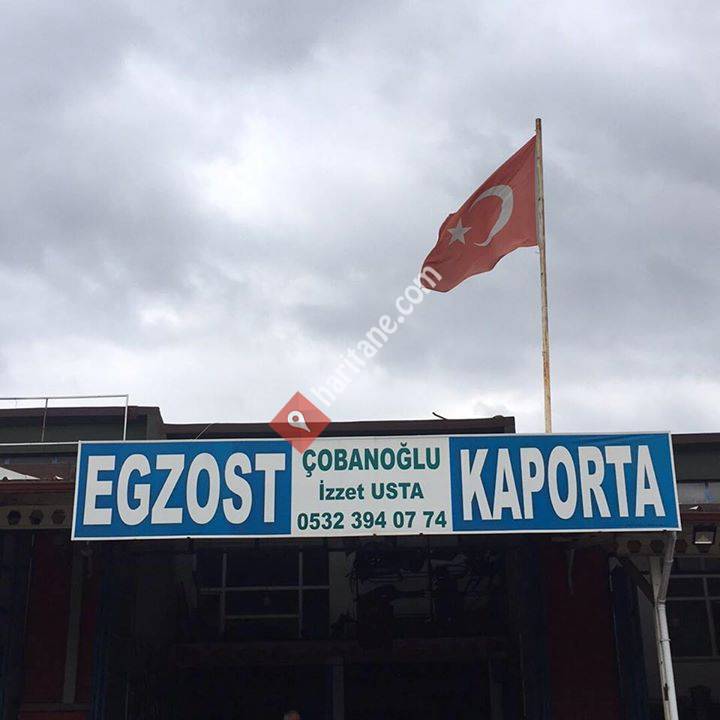 haritane.com
EGZOST
ÇOBANOĞLU
İzzet USTA
0532 394 07 74
KAPORTA